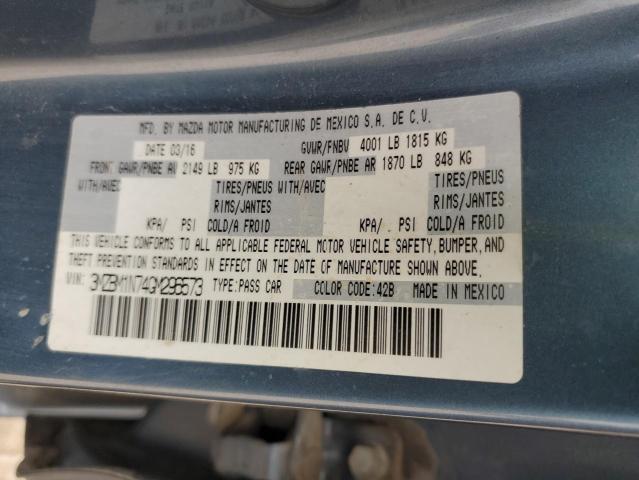 MFD. BY MAZDA MOTOR MANUFACTURING DE MEXICO S.A. DE C.V.
DATE 03/16 GVWR/PNBV 4001 LB 1815 KG
FRONT GAWR/PNBE AV 2149 LB 975 KG REAR GAWR/PNBE AR 1870 LB 848 KG
WITH/AVEC TIRES/PNEUS WITH/AVEC TIRES/PNEUS
RIMS/JANTES RIMS/JANTES
KPA/ PSI COLD/A FROID KPA/ PSI COLD/A FROID
THIS VEHICLE CONFORMS TO ALL APPLICABLE FEDERAL MOTOR VEHICLE SAFETY, BUMPER, AND
THEFT PREVENTION STANDARDS IN EFFECT ON THE DATE OF MANUFACTURE SHOWN ABOVE.
VIN: 3MZBM1N74GM296573 TYPE:PASS CAR COLOR CODE:42B MADE IN MEXICO